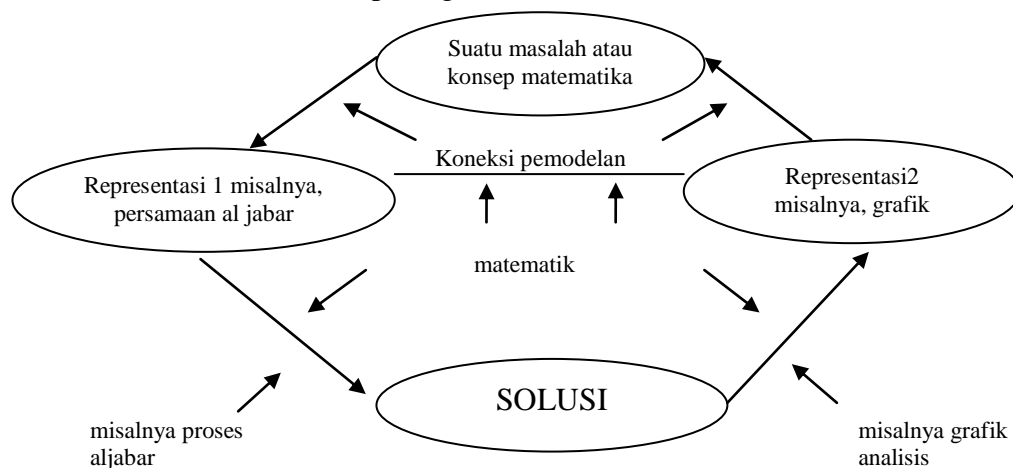 Suatu masalah atau
konsep matematika
Koneksi pemodelan
Representasi 1 misalnya,
persamaan al jabar
Representasi2
misalnya, grafik
matematik
SOLUSI
misalnya proses
aljabar
misalnya grafik
analisis